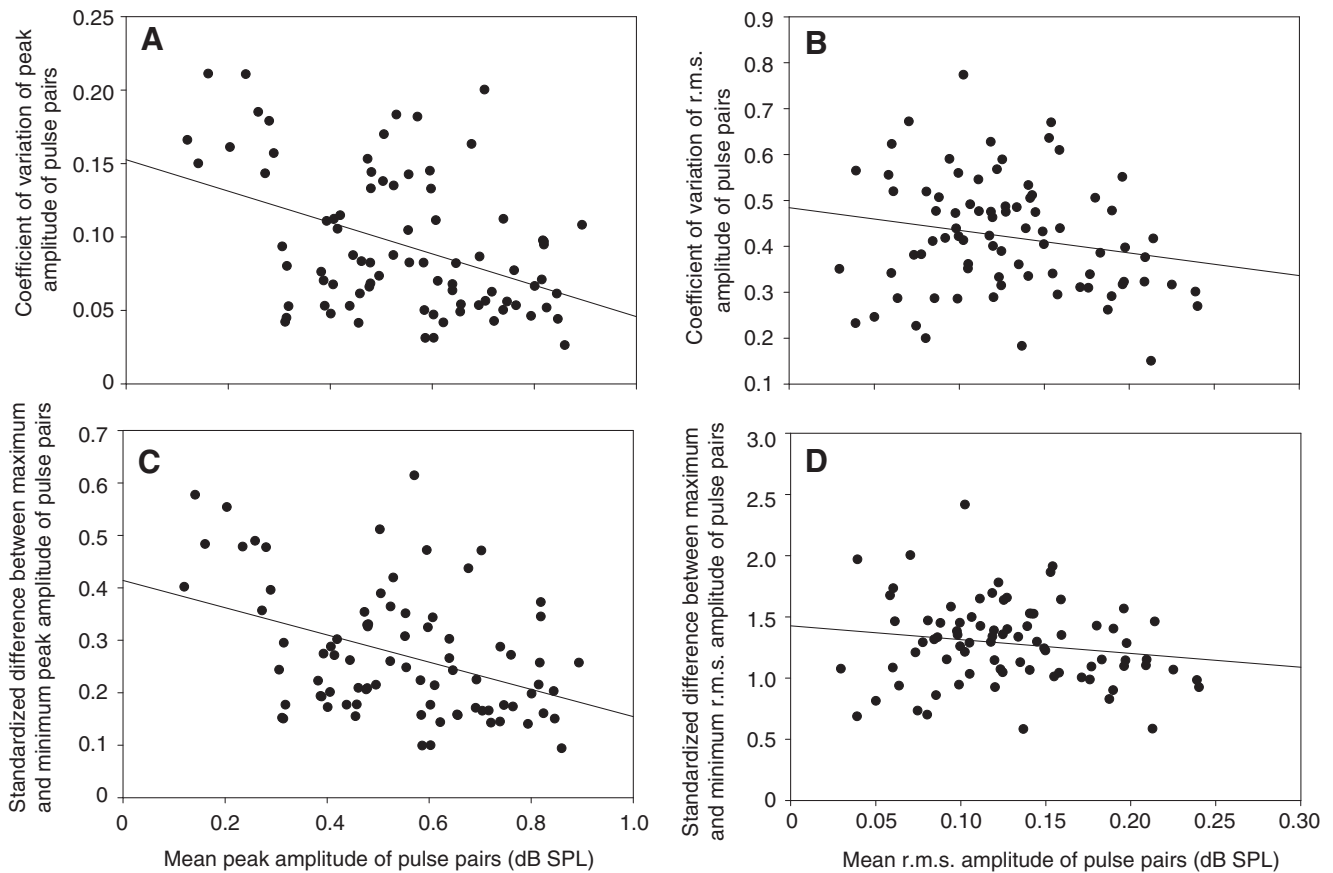 A
Coefficient of variation of peak
amplitude of pulse pairs
0.25
0.20
0.15
0.10
0.05
0
B
Coefficient of variation of r.m.s.
amplitude of pulse pairs
0.9
0.8
0.7
0.6
0.5
0.4
0.3
0.2
0.1
C
Standardized difference between maximum
and minimum peak amplitude of pulse pairs
0.7
0.6
0.5
0.4
0.3
0.2
0.1
0
0 0.2 0.4 0.6 0.8 1.0
Mean peak amplitude of pulse pairs (dB SPL)
D
Standardized difference between maximum
and minimum r.m.s. amplitude of pulse pairs
3.0
2.5
2.0
1.5
1.0
0.5
0
0 0.05 0.10 0.15 0.20 0.25 0.30
Mean r.m.s. amplitude of pulse pairs (dB SPL)